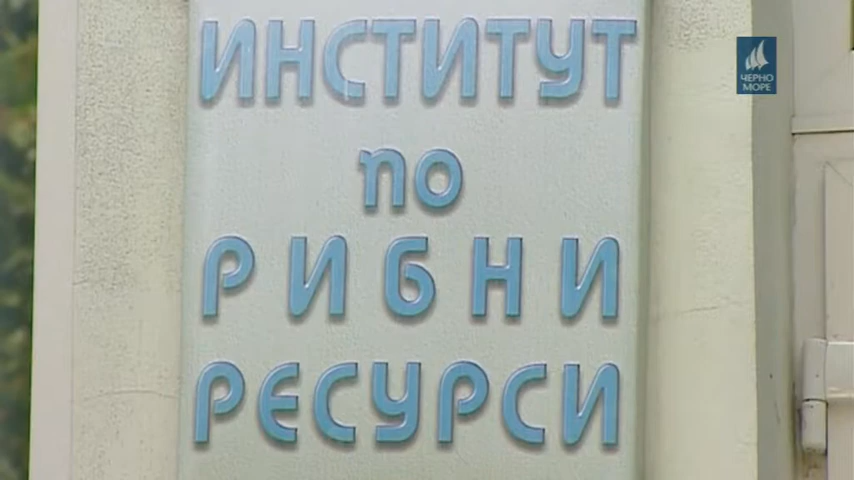 ИНСТИТУТ
по
РИБНИ
РЕСУРСИ
ЧЕРНО
МОРЕ